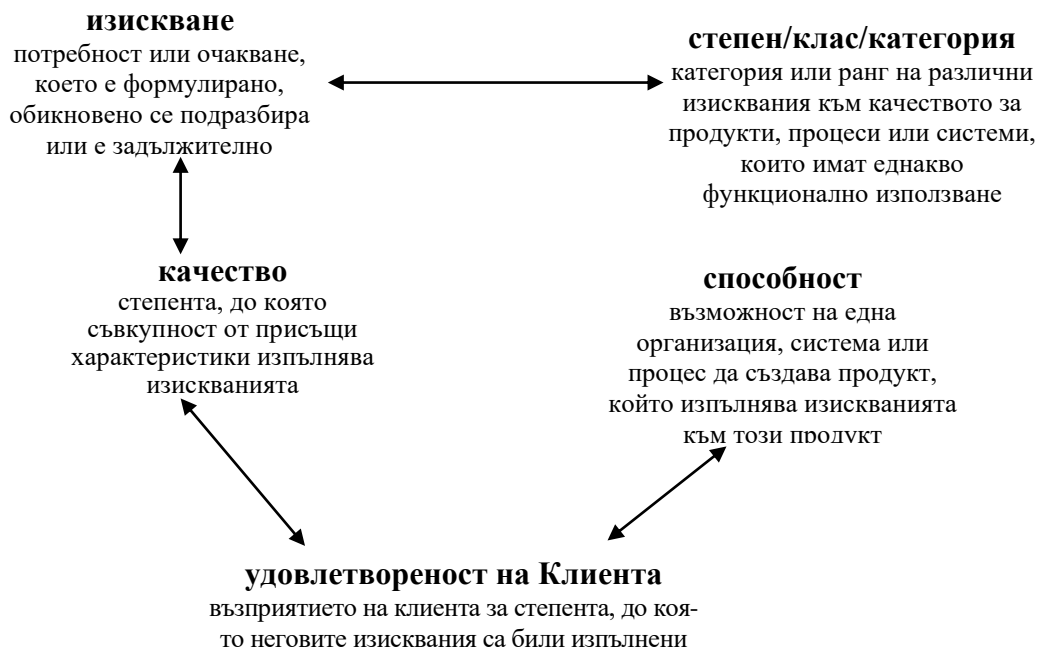 изискване
потребност или очакване,
което е формулирано,
обикновено се подразбира
или е задължително
степен/клас/категория
категория или ранг на различни
изисквания към качеството за
продукти, процеси или системи,
които имат еднакво
функционално използване
качество
степента, до която
съвкупност от присъщи
характеристики изпълнява
изискванията
способност
възможност на една
организация, система или
процес да създава продукт,
който изпълнява изискванията
към този продукт
удовлетвореност на Клиента
възприятието на клиента за степента, до коя-
то неговите изисквания са били изпълнени